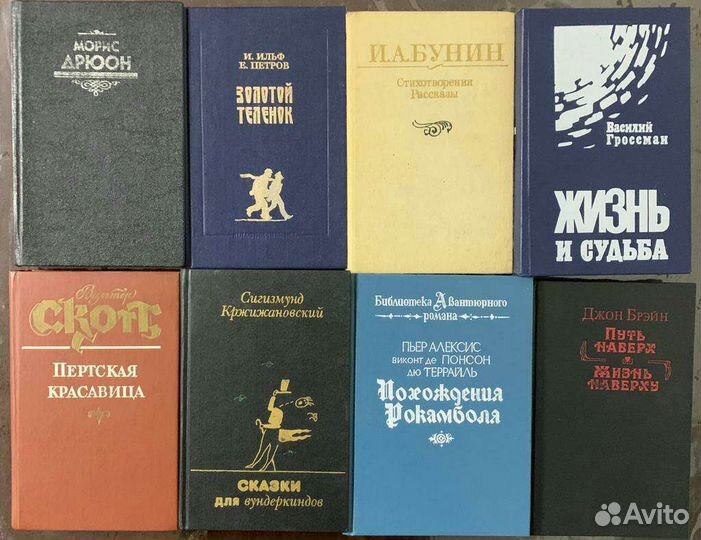 МОРИС
ДРЮОН
И. ИЛЬФ
Е. ПЕТРОВ
ЗОЛОТОЙ
ТЕЛЕНОК
И.А.БУНИН
Стихотворения
Рассказы
Василий
Гроссман
ЖИЗНЬ
И СУДЬБА
Вальтер
СКОТТ
ПЕРТСКАЯ
КРАСАВИЦА
Сигизмунд
Кржижановский
СКАЗКИ
для вундеркиндов
Библиотека Авантюрного
романа
ПЬЕР АЛЕКСИС
ВИКОНТ ДЕ ПОНСОН
ДЮ ТЕРРАЙЛЬ
Похождения
Рокамболя
ДЖОН БРЭЙН
ПУТЬ
НАВЕРХ
ЖИЗНЬ
НАВЕРХУ
Avito